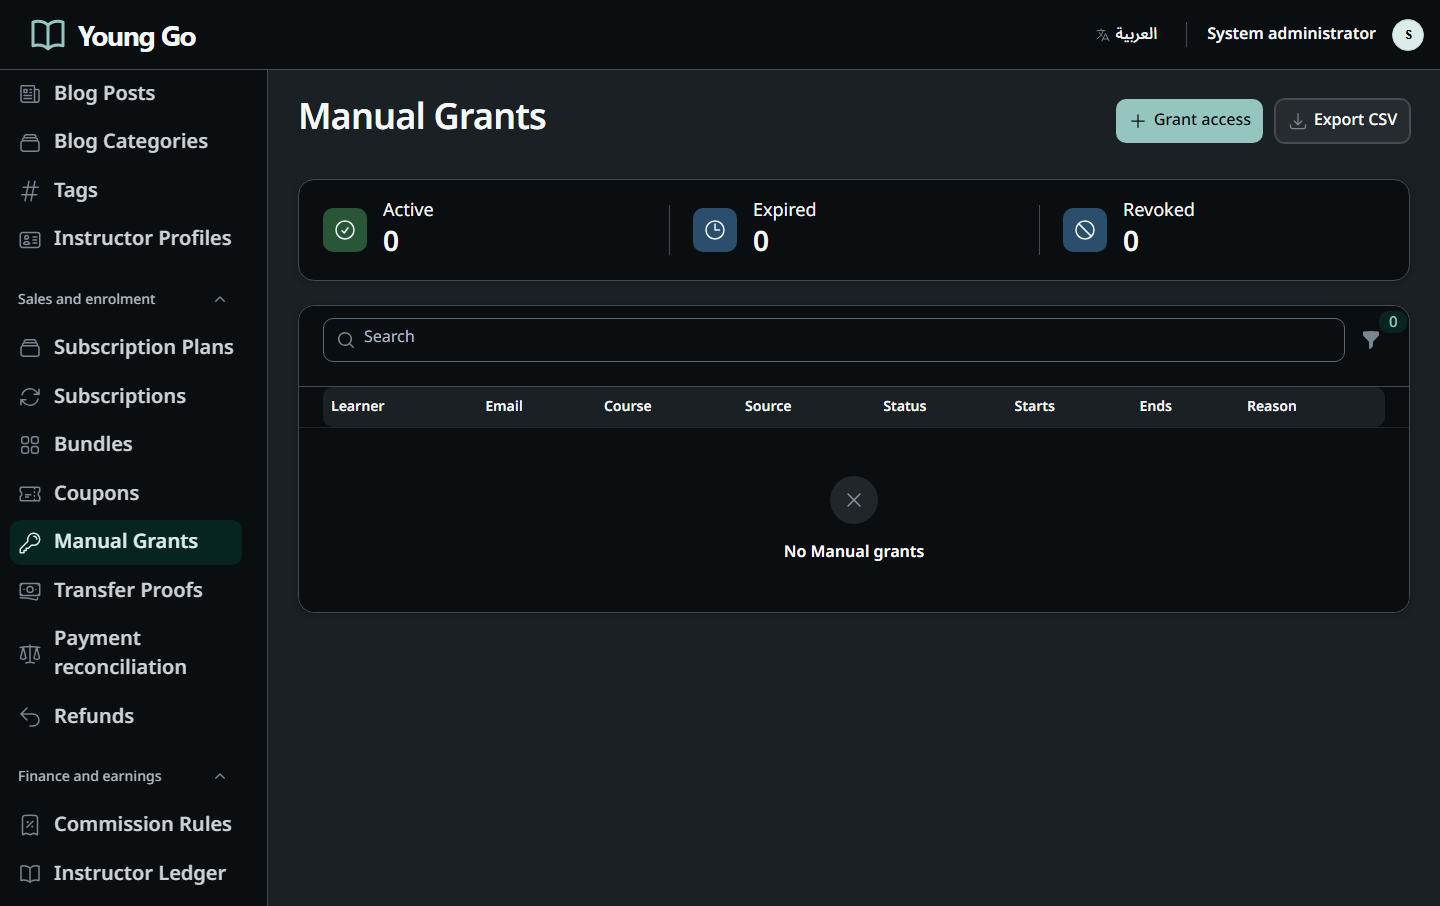 Young Go
العربية
System administrator
S
Blog Posts
Blog Categories
Tags
Instructor Profiles
Sales and enrolment
Subscription Plans
Subscriptions
Bundles
Coupons
Manual Grants
Transfer Proofs
Payment
reconciliation
Refunds
Finance and earnings
Commission Rules
Instructor Ledger
Manual Grants
Grant access
Export CSV
Active
0
Expired
0
Revoked
0
Search
0
Learner Email Course Source Status Starts Ends Reason
No Manual grants